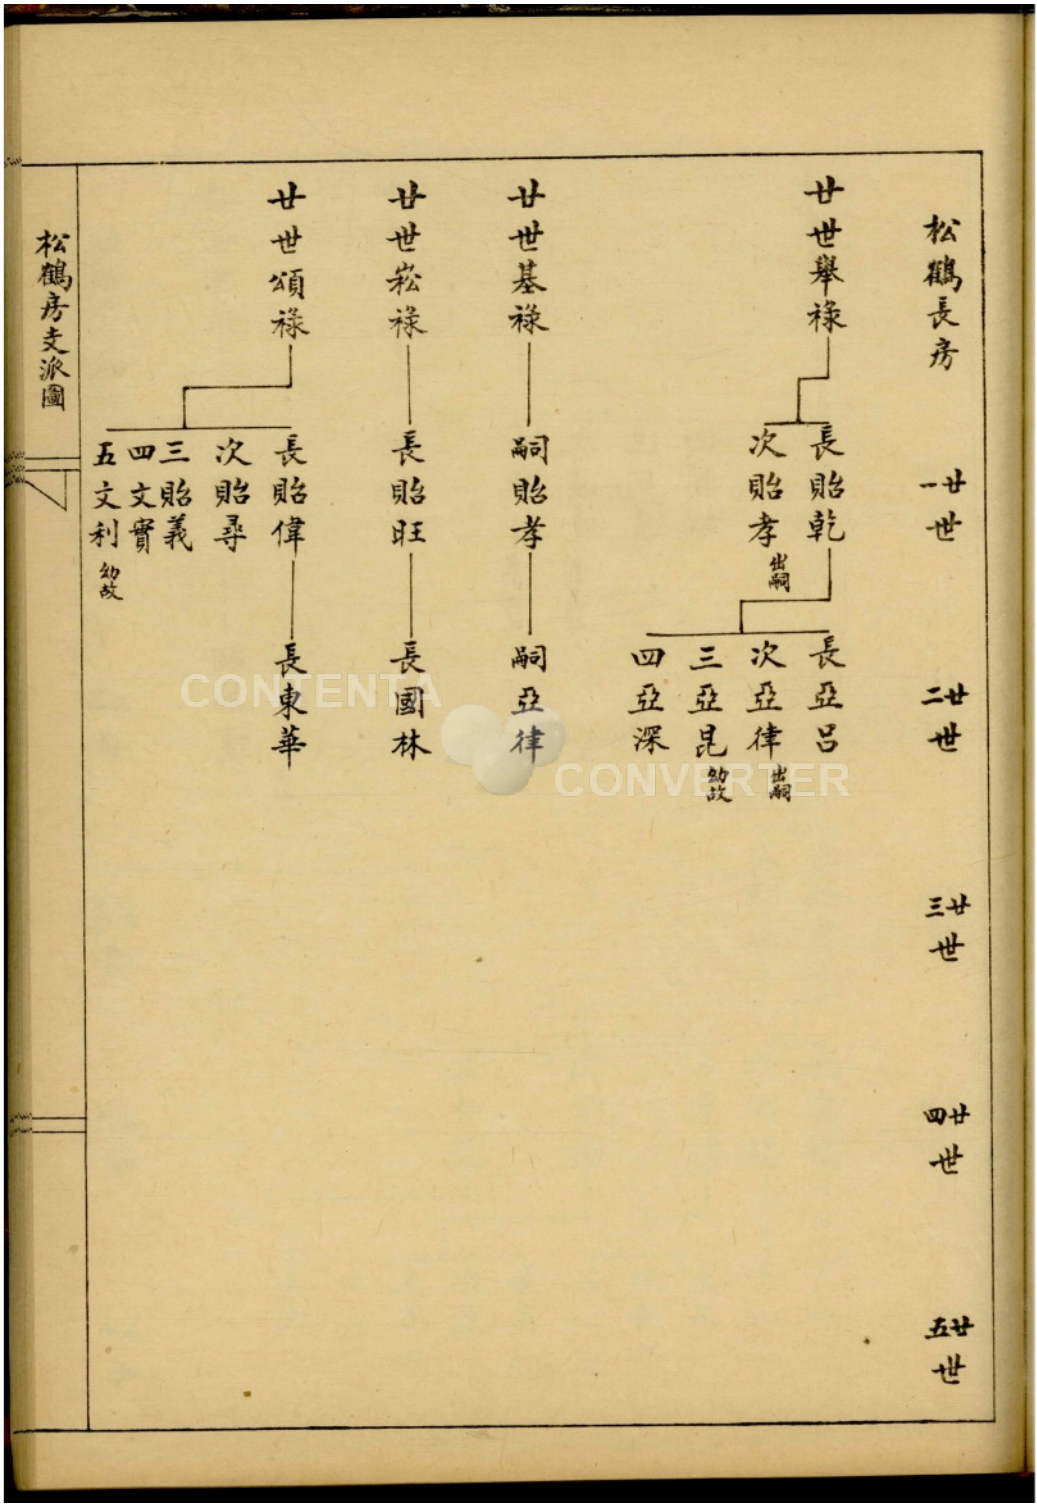 松鶴長房
廿一世
廿二世
廿三世
廿四世
廿五世
廿世舉祿
長貽乾
次貽孝
出嗣
長亞呂
次亞律
出嗣
三亞昆
幼故
四亞深
廿世基祿
嗣貽孝
嗣亞律
廿世崧祿
長貽旺
長國林
廿世頌祿
長貽偉
次貽尋
三貽義
四文實
五文利
幼故
長東華
松鶴房支派圖
CONTENTA
CONVERTER